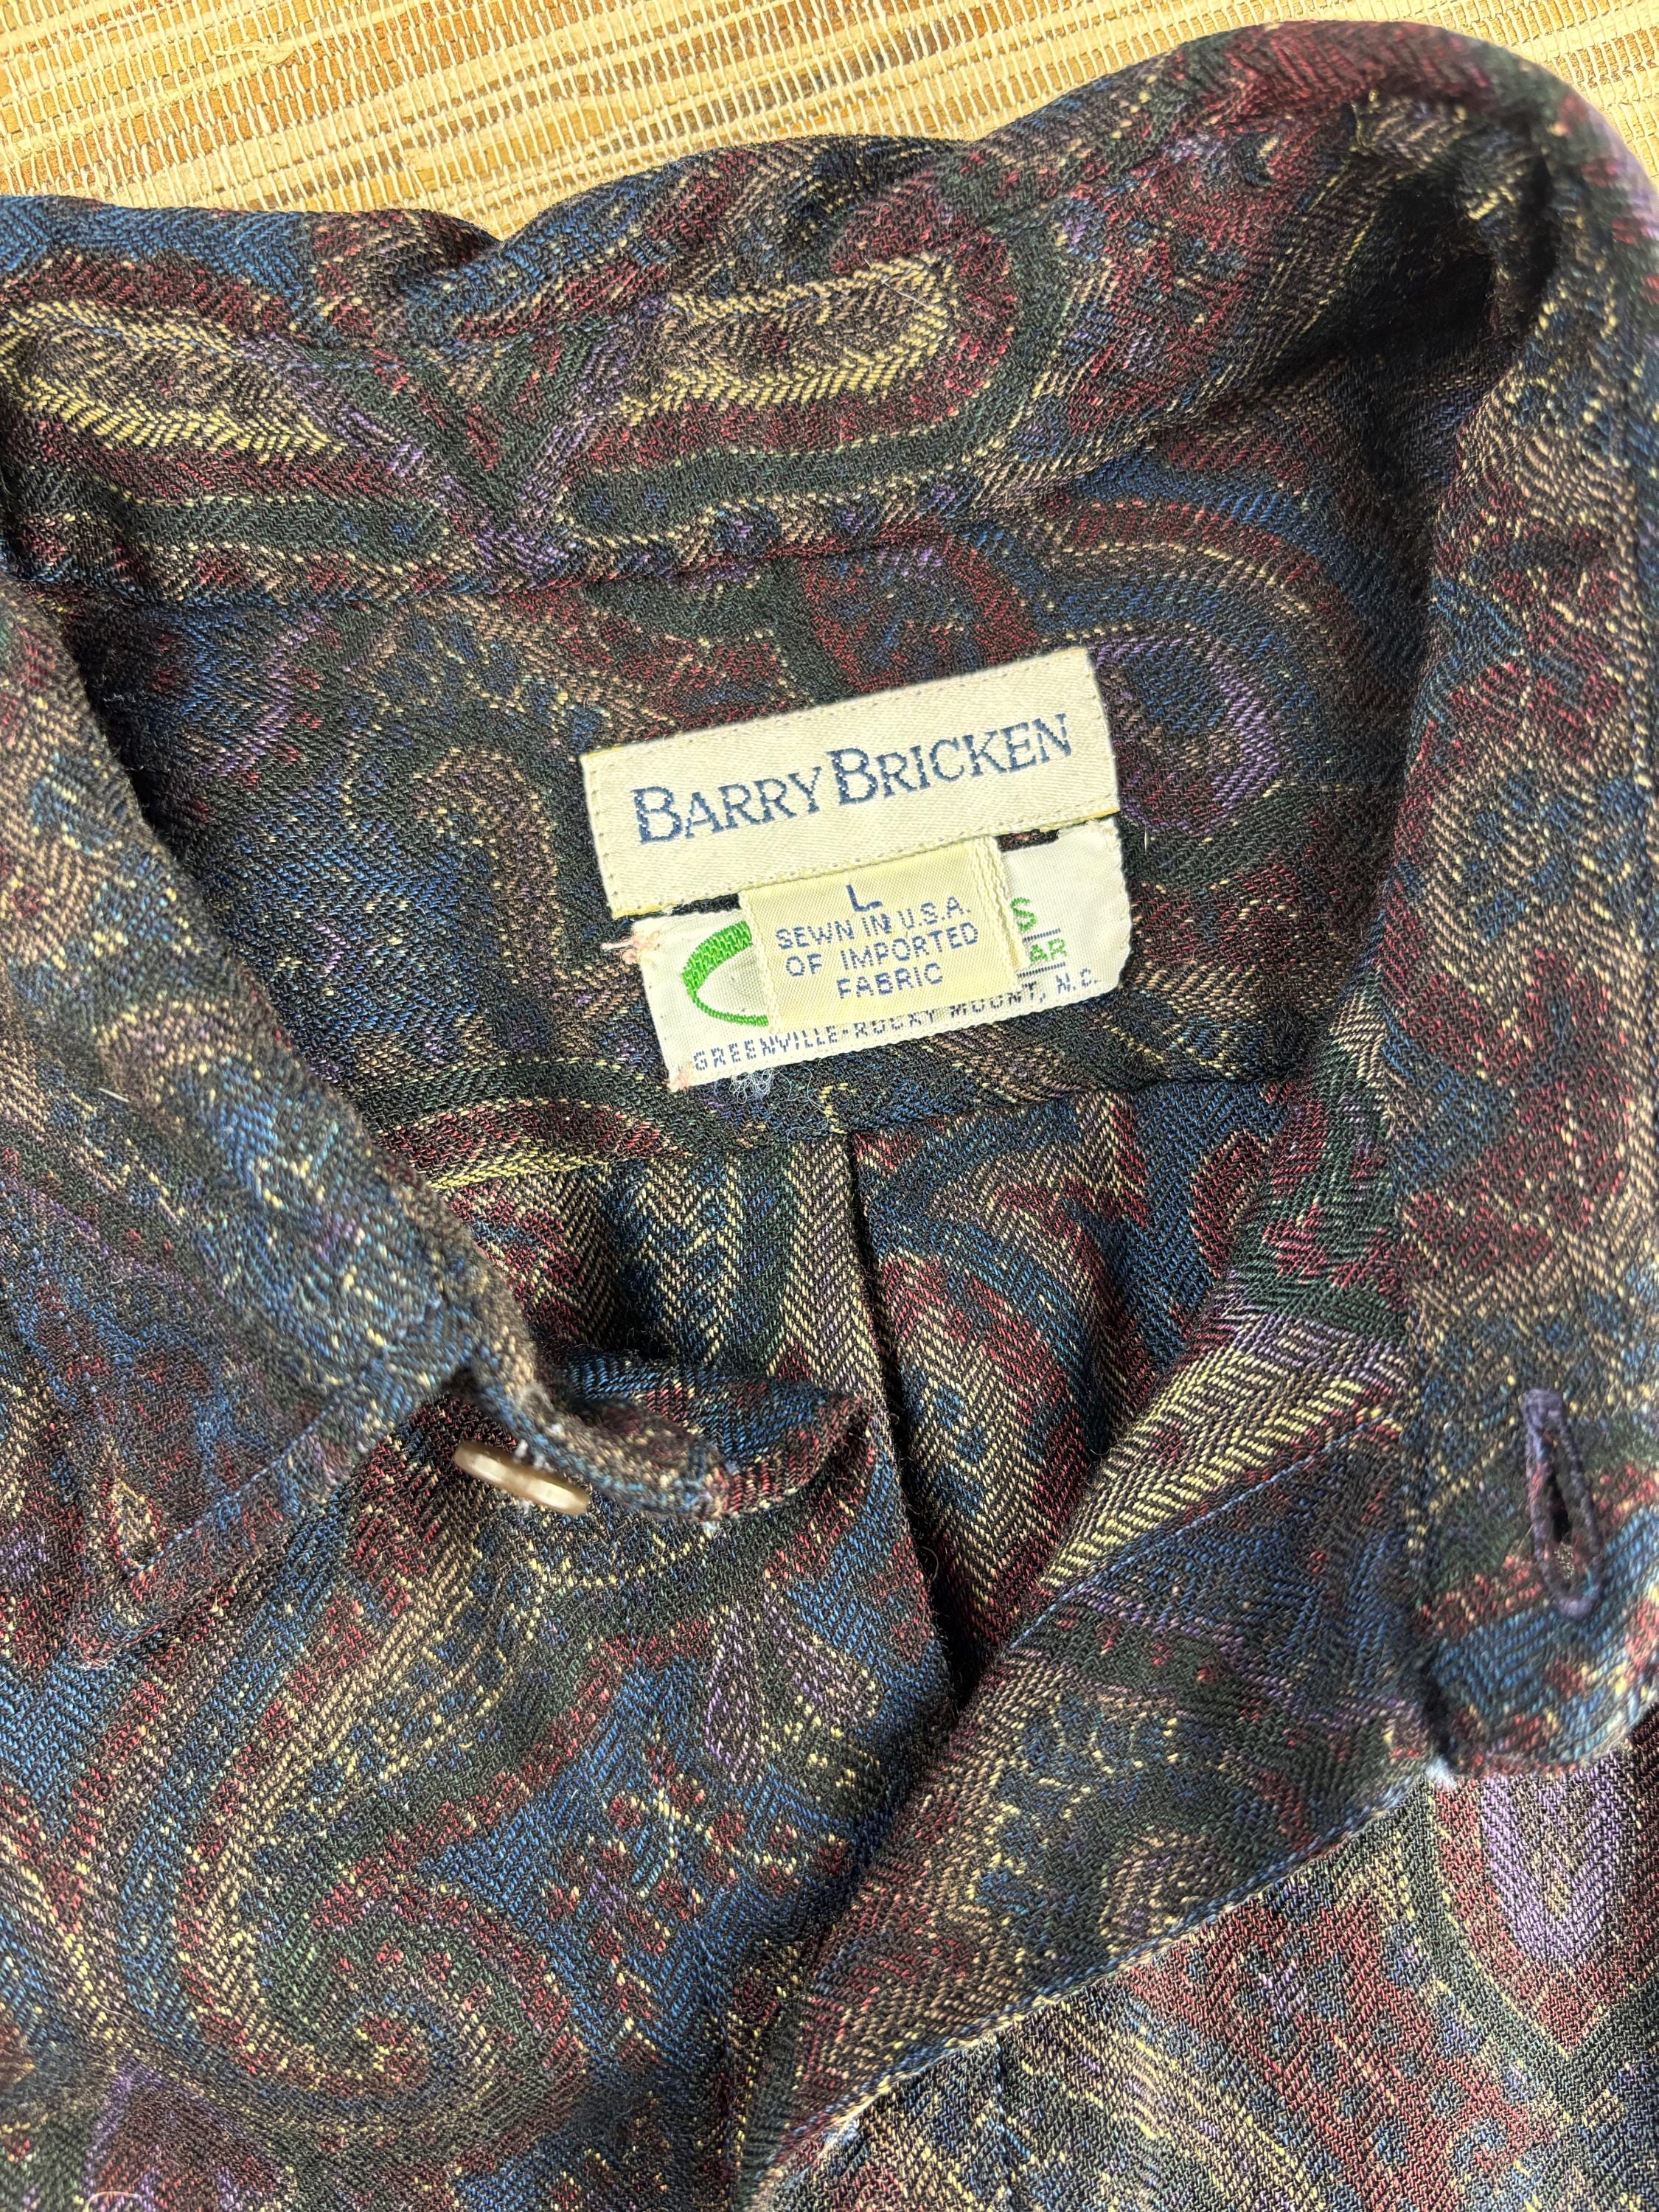 BARRY BRICKEN
L
SEWN IN U.S.A.
OF IMPORTED
FABRIC
GREENVILLE-ROCKY MOUNT, N.C.